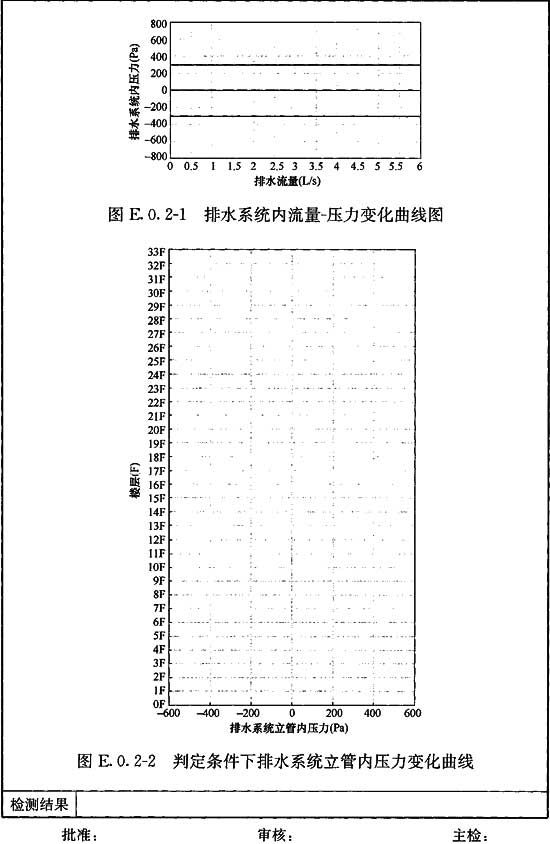 排水系统内压力(Pa)
800
600
400
200
0
-200
-400
-600
-800
0 0.5 1 1.5 2 2.5 3 3.5 4 4.5 5 5.5 6
排水流量(L/s)
图 E.0.2-1 排水系统内流量-压力变化曲线图
楼层(F)
33F
32F
31F
30F
29F
28F
27F
26F
25F
24F
23F
22F
21F
20F
19F
18F
17F
16F
15F
14F
13F
12F
11F
10F
9F
8F
7F
6F
5F
4F
3F
2F
1F
0F
-600 -400 -200 0 200 400 600
排水系统立管内压力(Pa)
图 E.0.2-2 判定条件下排水系统立管内压力变化曲线
检测结果
批准： 审核： 主检：